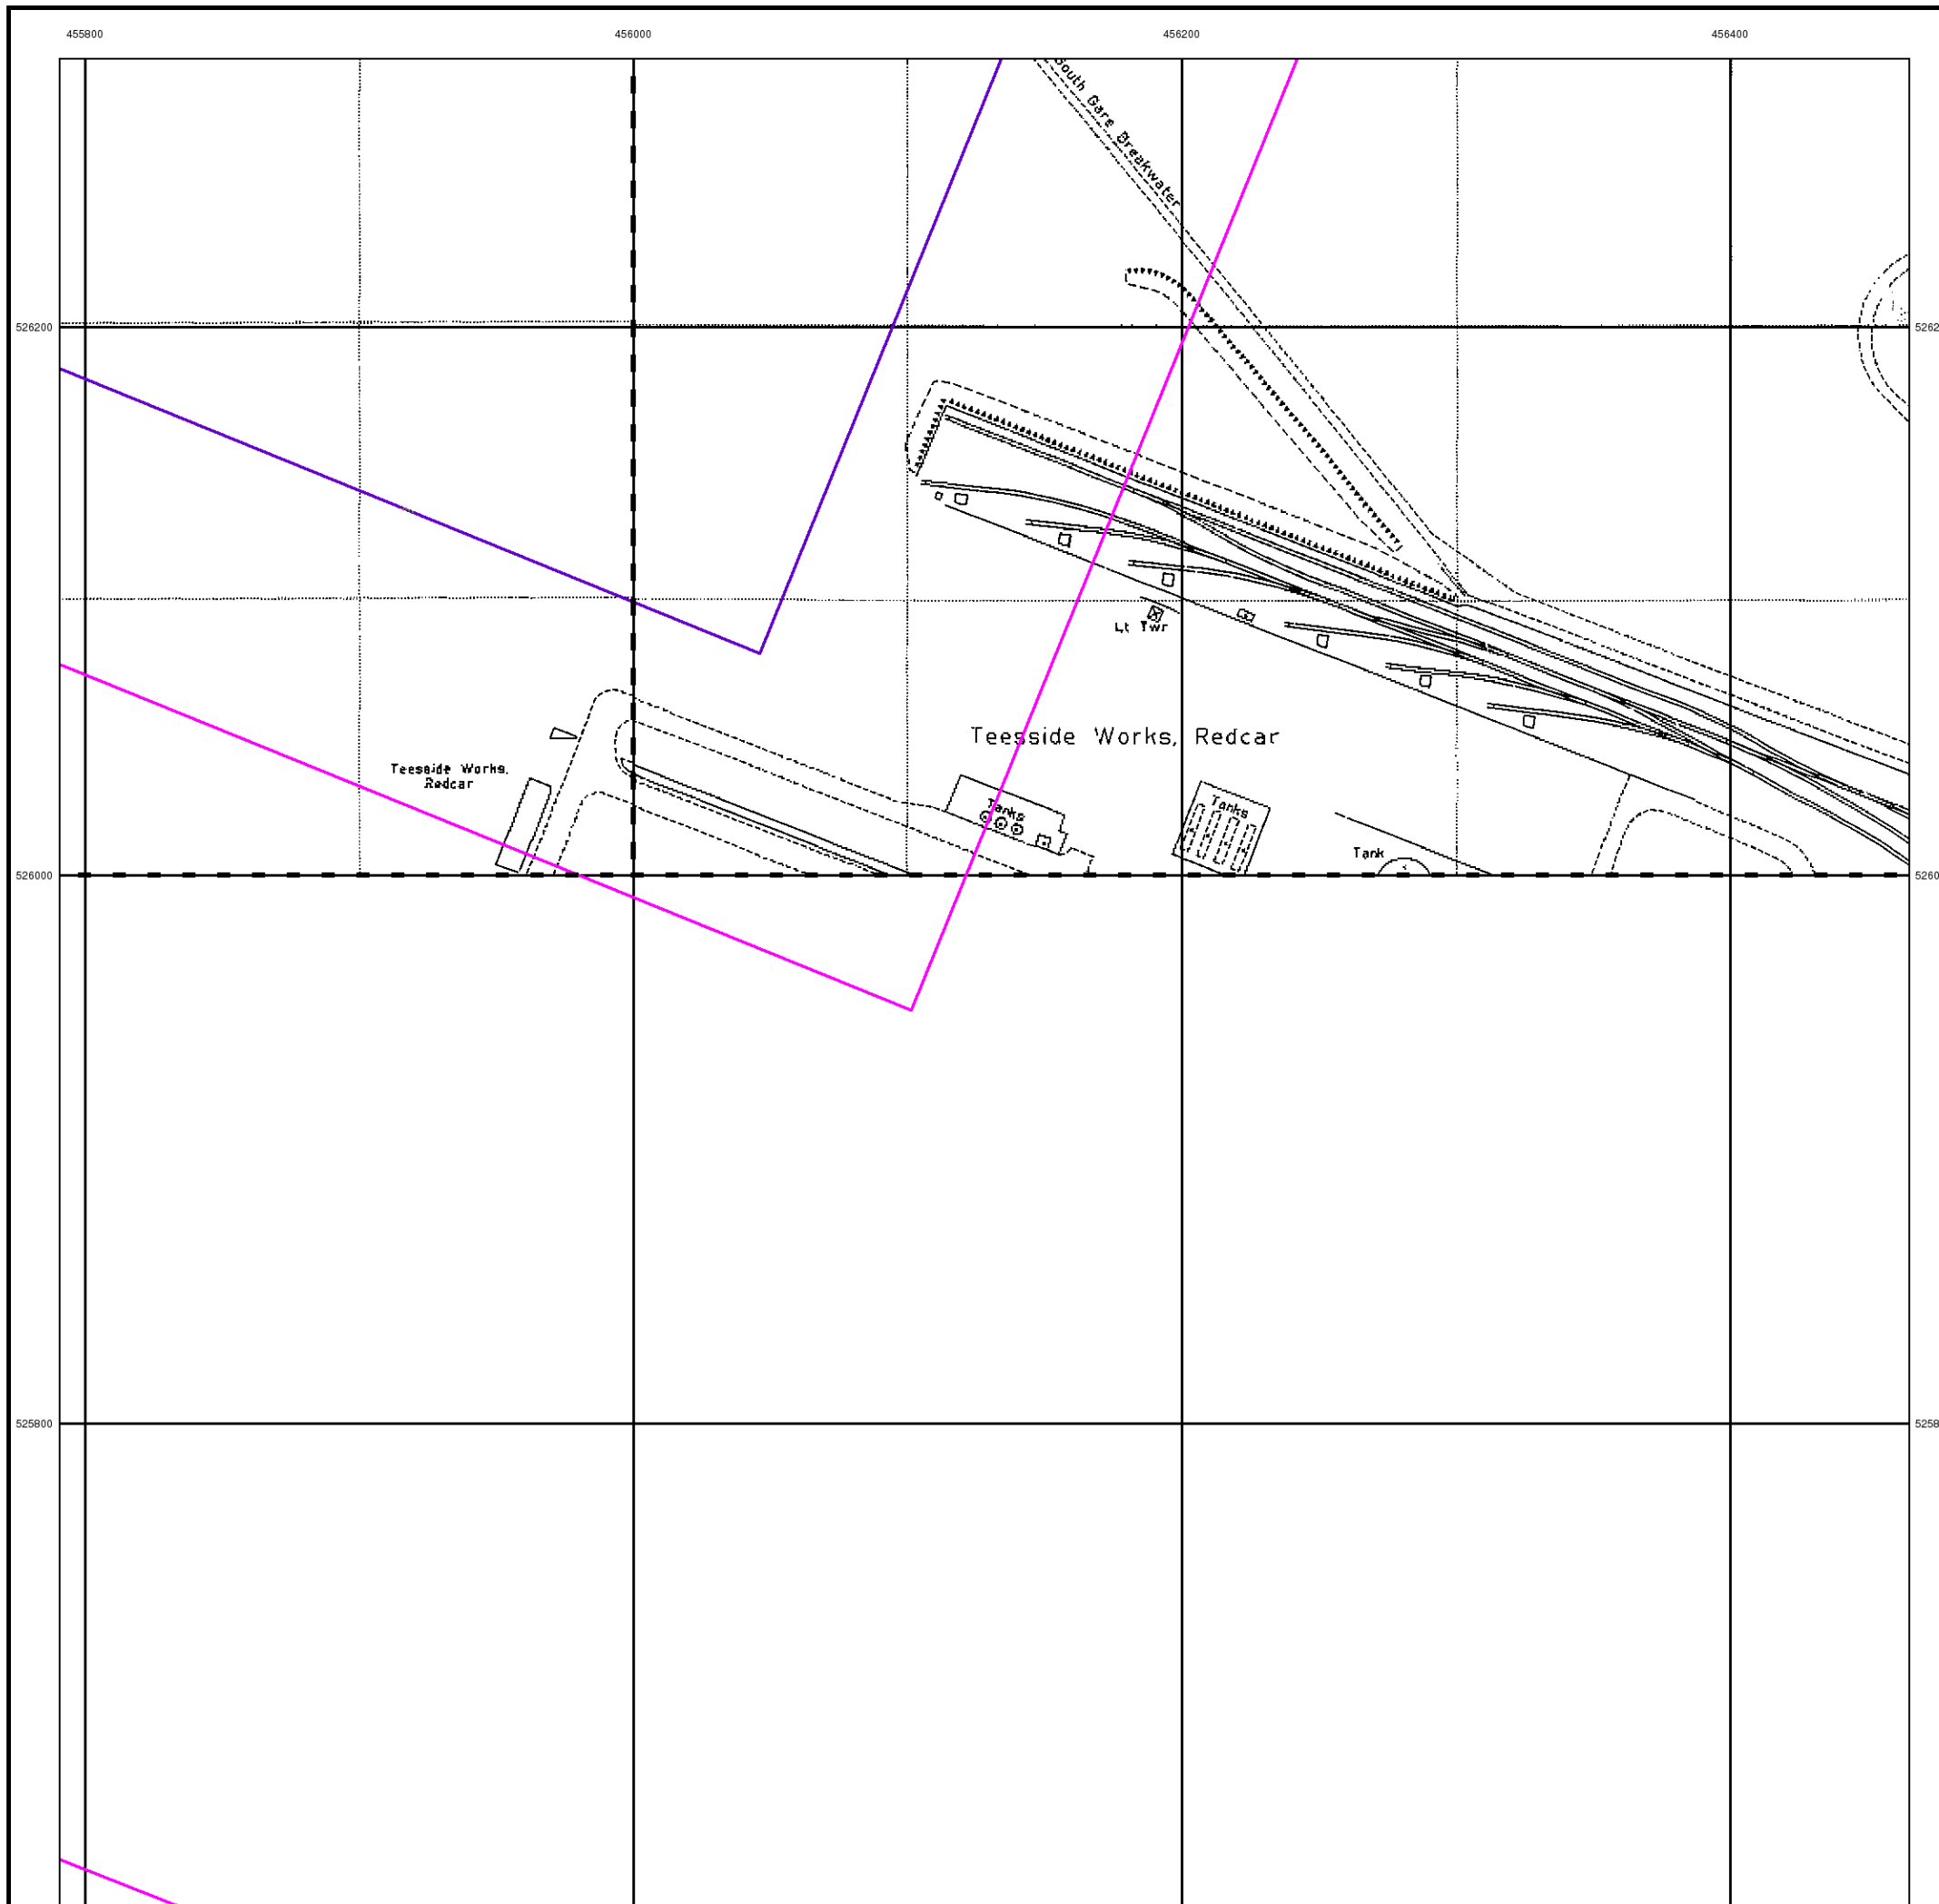 455800
456000
456200
456400
South Gare Breakwater
526200
5262
Lt Twr
Teesside Works, Redcar
Teesside Works,
Redcar
Tanks
Tanks
Tank
526000
5260
525800
5258